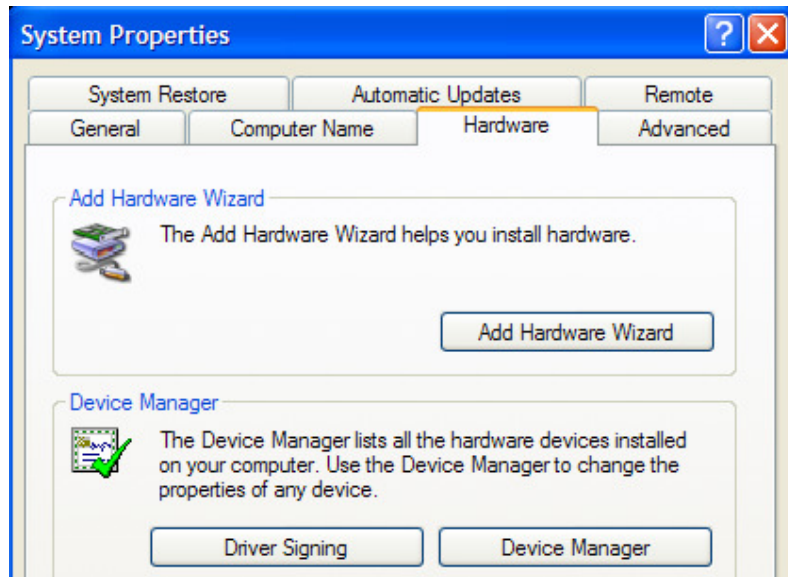 System Properties
System Restore Automatic Updates Remote
General Computer Name Hardware Advanced
Add Hardware Wizard
The Add Hardware Wizard helps you install hardware.
Add Hardware Wizard
Device Manager
The Device Manager lists all the hardware devices installed
on your computer. Use the Device Manager to change the
properties of any device.
Driver Signing Device Manager